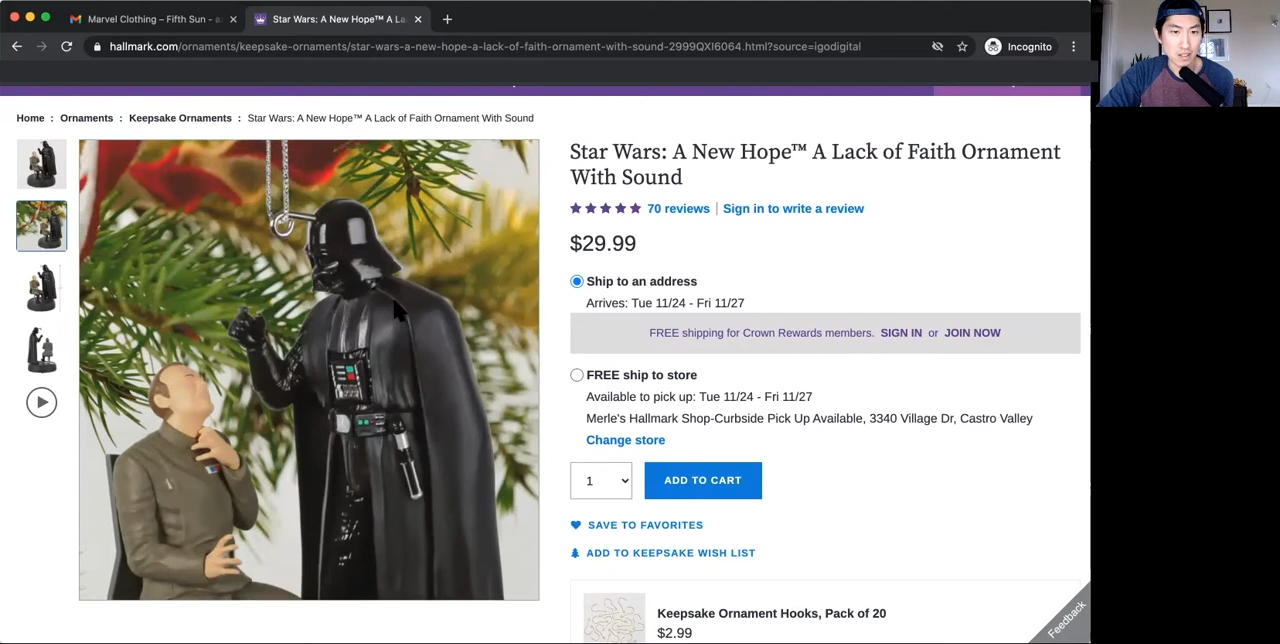 Marvel Clothing – Fifth Sun - a
Star Wars: A New Hope™ A La
hallmark.com/ornaments/keepsake-ornaments/star-wars-a-new-hope-a-lack-of-faith-ornament-with-sound-2999QXI6064.html?source=igodigital
Incognito
Home : Ornaments : Keepsake Ornaments : Star Wars: A New Hope™ A Lack of Faith Ornament With Sound
Star Wars: A New Hope™ A Lack of Faith Ornament
With Sound
70 reviews | Sign in to write a review
$29.99
Ship to an address
Arrives: Tue 11/24 - Fri 11/27
FREE shipping for Crown Rewards members. SIGN IN or JOIN NOW
FREE ship to store
Available to pick up: Tue 11/24 - Fri 11/27
Merle's Hallmark Shop-Curbside Pick Up Available, 3340 Village Dr, Castro Valley
Change store
1
ADD TO CART
SAVE TO FAVORITES
ADD TO KEEPSAKE WISH LIST
Keepsake Ornament Hooks, Pack of 20
$2.99
Feedback